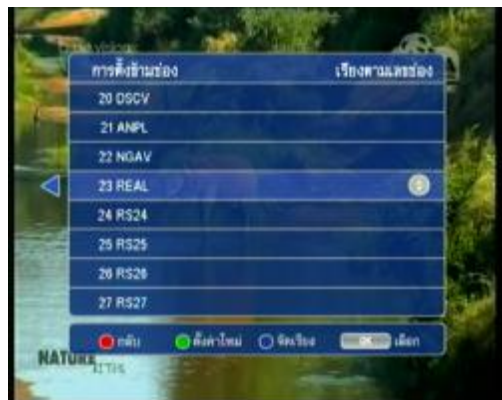 การตั้งข้ามช่อง เรียงตามเลขช่อง
20 DSCV
21 ANPL
22 NGAV
23 REAL
24 RS24
25 RS25
26 RS26
27 RS27
กลับ ตั้งค่าใหม่ จัดเรียง OK เลือก
NATURE